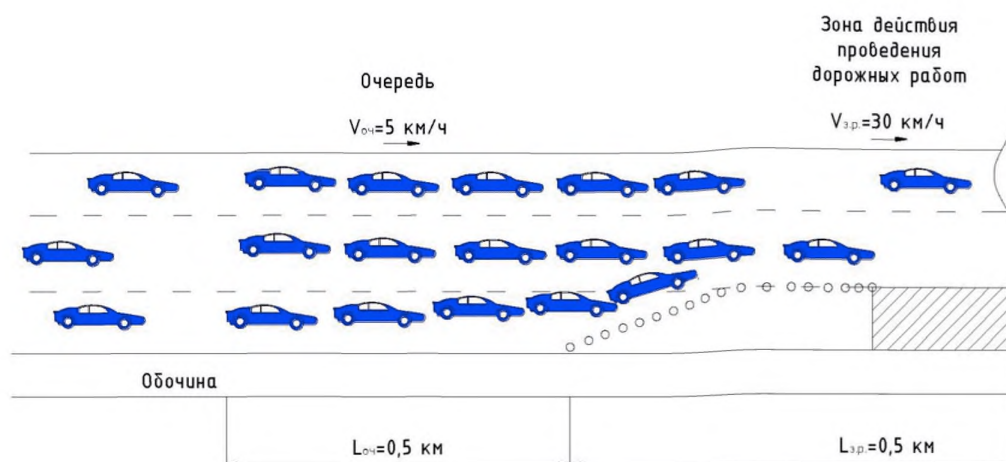 Зона действия
проведения
дорожных работ
Очередь
Vоч=5 км/ч
Vз.р.=30 км/ч
Обочина
Lоч=0,5 км
Lз.р.=0,5 км